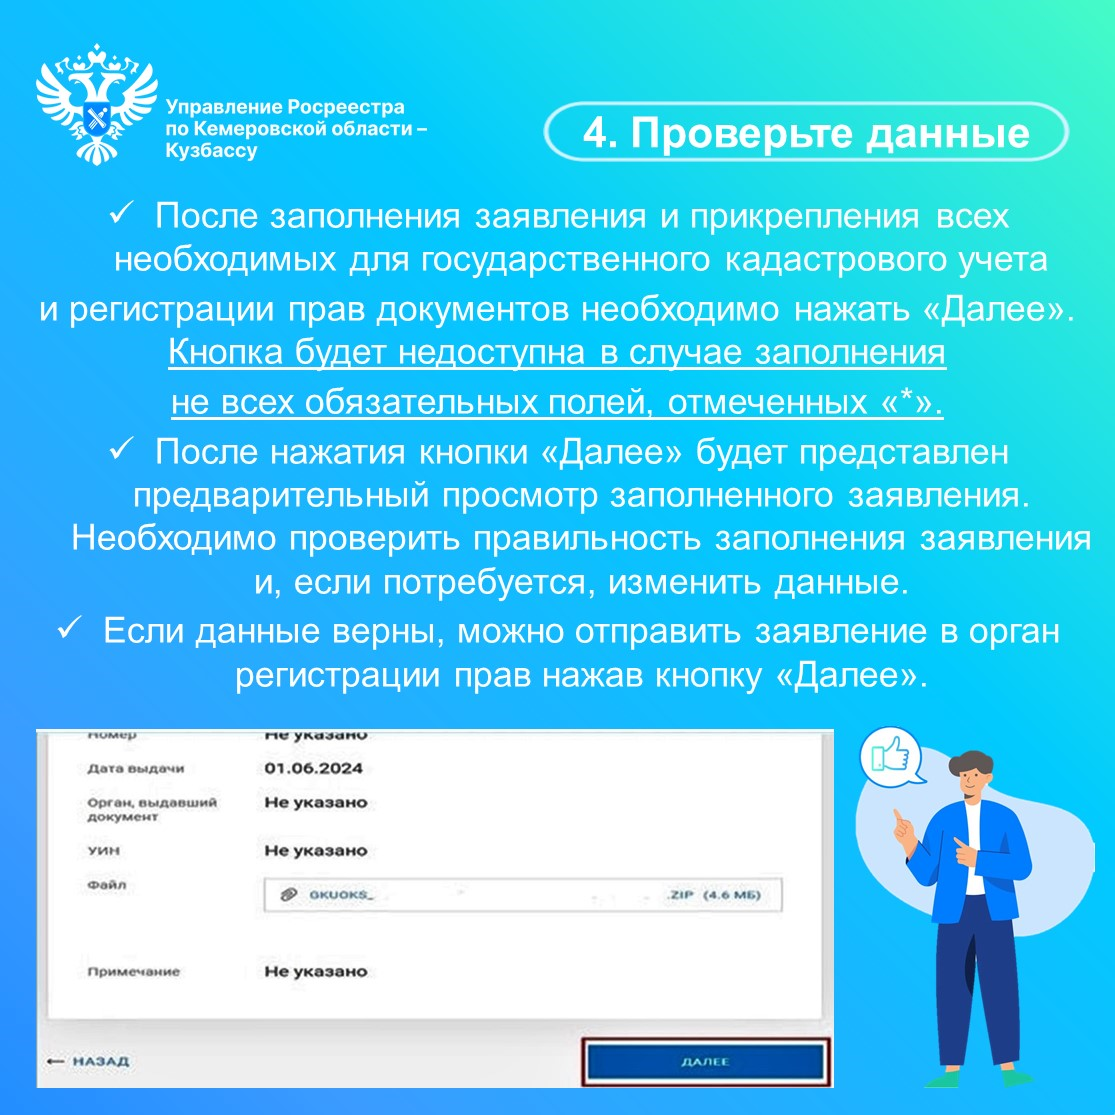 Управление Росреестра
по Кемеровской области –
Кузбассу
4. Проверьте данные
✓ После заполнения заявления и прикрепления всех
необходимых для государственного кадастрового учета
и регистрации прав документов необходимо нажать «Далее».
Кнопка будет недоступна в случае заполнения
не всех обязательных полей, отмеченных «*».
✓ После нажатия кнопки «Далее» будет представлен
предварительный просмотр заполненного заявления.
Необходимо проверить правильность заполнения заявления
и, если потребуется, изменить данные.
✓ Если данные верны, можно отправить заявление в орган
регистрации прав нажав кнопку «Далее».
Номер Не указано
Дата выдачи 01.06.2024
Орган, выдавший Не указано
документ
УИН Не указано
Файл
GKUOKS_ .ZIP (4.6 МБ)
Примечание Не указано
← НАЗАД ДАЛЕЕ